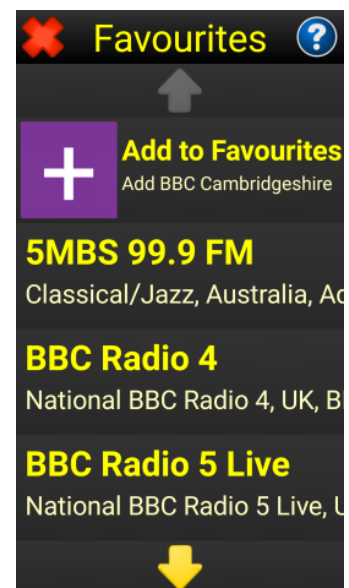 Favourites ?
Add to Favourites
Add BBC Cambridgeshire
5MBS 99.9 FM
Classical/Jazz, Australia,
BBC Radio 4
National BBC Radio 4, UK,
BBC Radio 5 Live
National BBC Radio 5 Live,